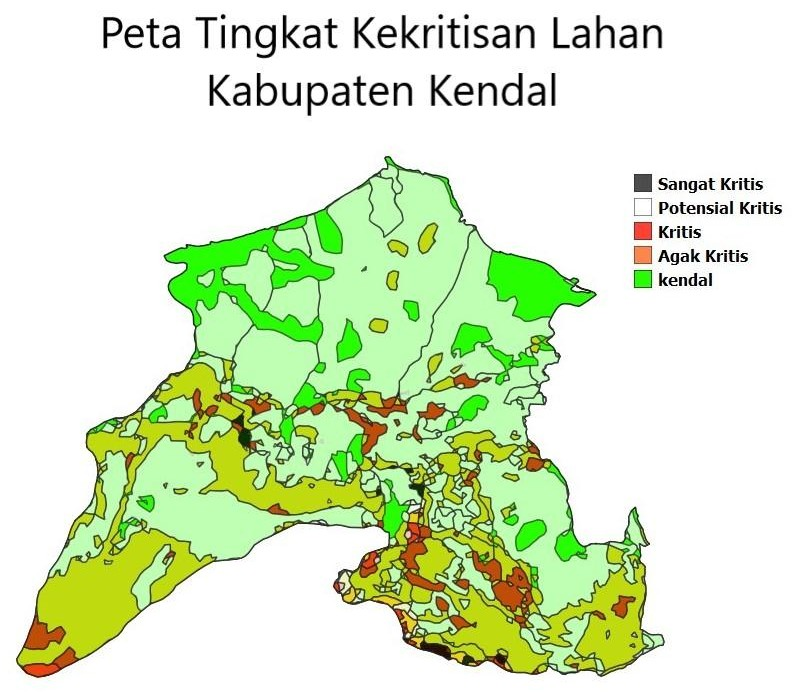 Peta Tingkat Kekritisan Lahan
Kabupaten Kendal
Sangat Kritis
Potensial Kritis
Kritis
Agak Kritis
kendal